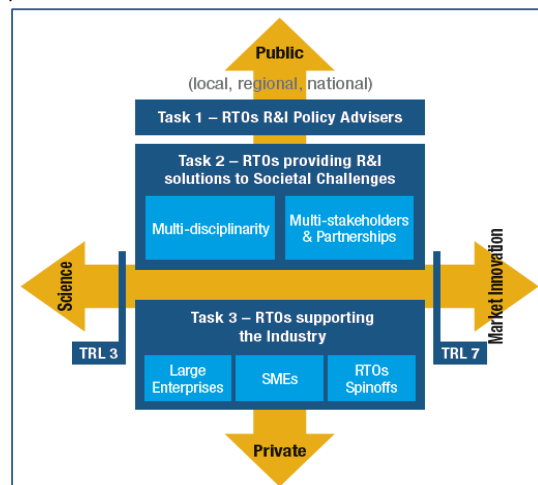 Public
(local, regional, national)
Task 1 – RTOs R&I Policy Advisers
Task 2 – RTOs providing R&I
solutions to Societal Challenges
Multi-disciplinarity
Multi-stakeholders
& Partnerships
Science
Market Innovation
TRL 3
TRL 7
Task 3 – RTOs supporting
the Industry
Large
Enterprises
SMEs
RTOs
Spinoffs
Private